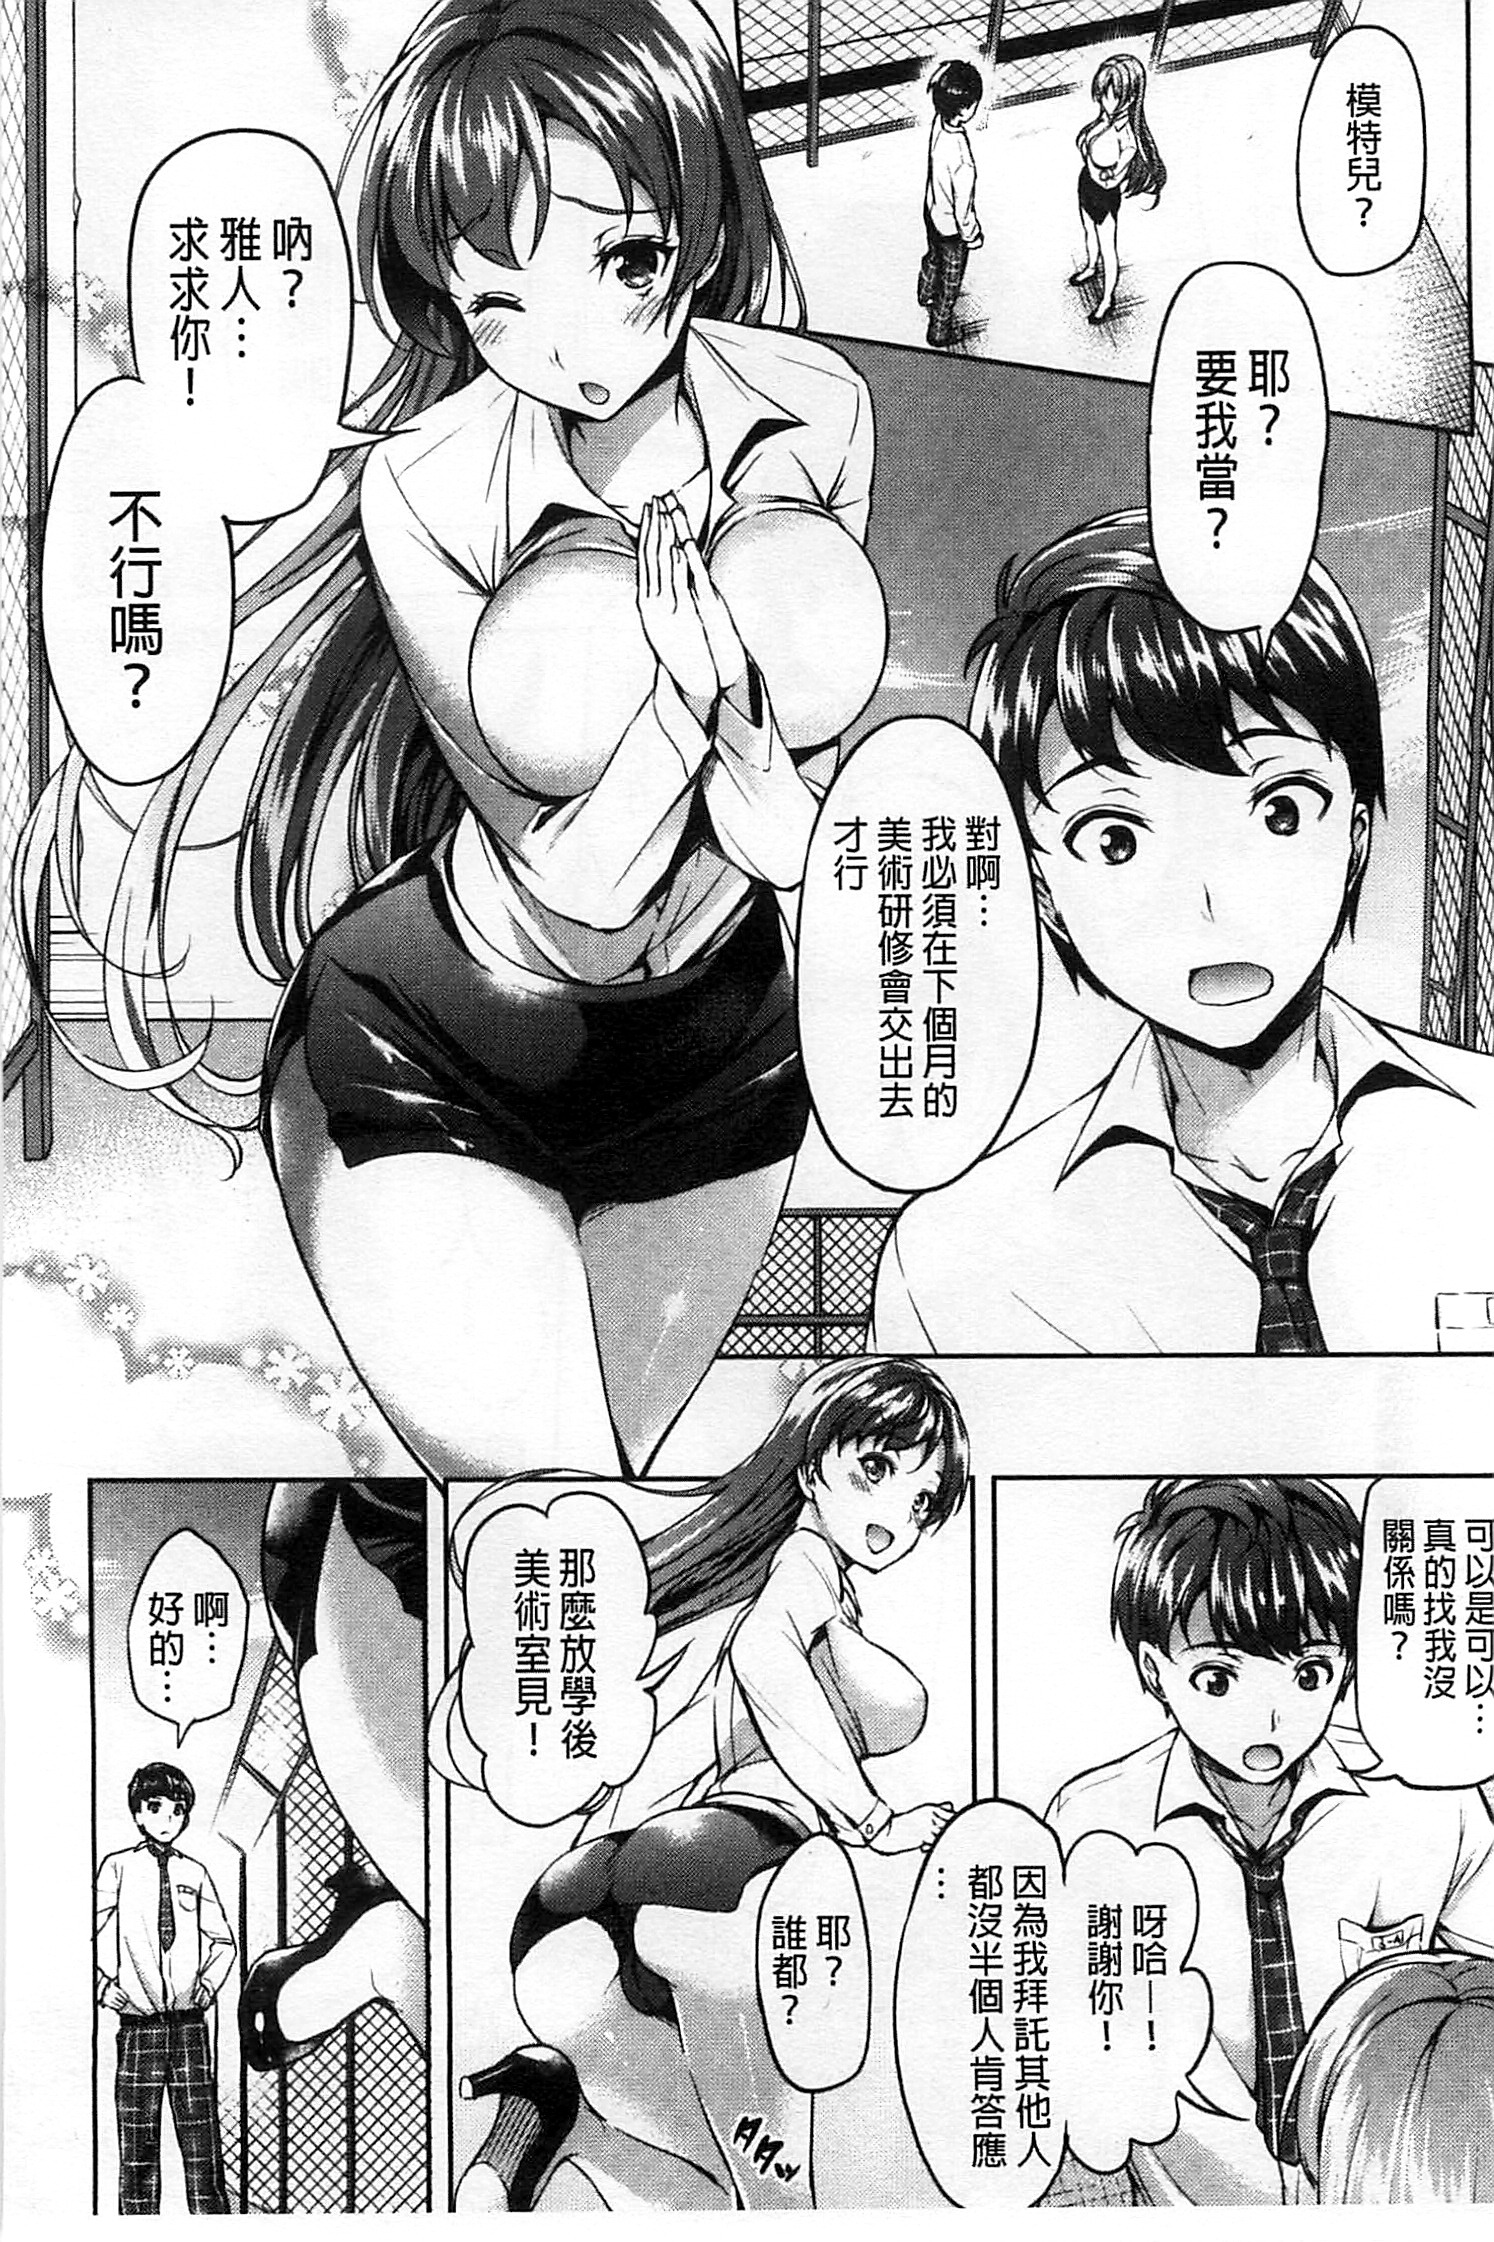 模特兒？
耶？
要我當？
對啊…
我必須在下個月的
美術研修會交出去
才行
吶？
雅人…
求求你！
不行嗎？
可以是可以…
真的找我沒
關係嗎？
呀哈—！
謝謝你！
因為我拜託其他人
都沒半個人肯答應
…
耶？
誰都？
那麼放學後
美術室見！
タタッ
啊…
好的…